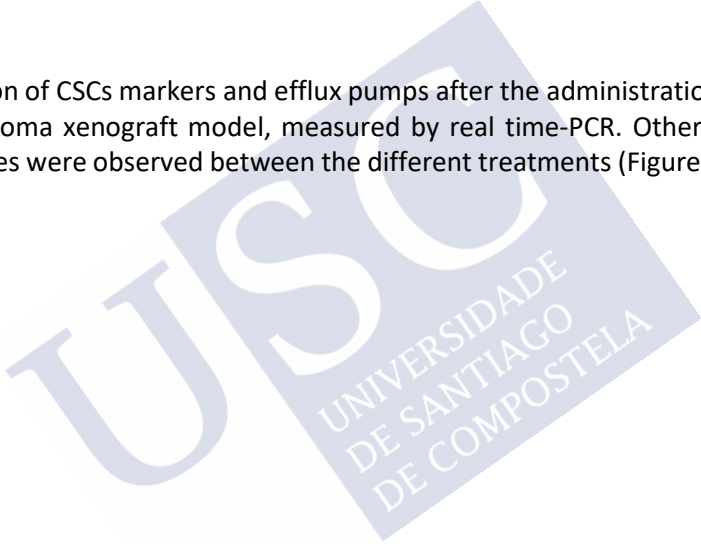 on of CSCs markers and efflux pumps after the administratio
oma xenograft model, measured by real time-PCR. Other
es were observed between the different treatments (Figure
USC
UNIVERSIDADE
DE SANTIAGO
DE COMPOSTELA